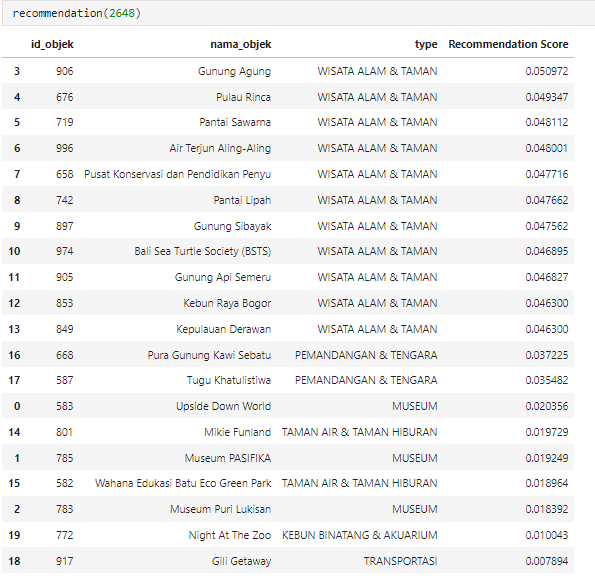 recommendation(2648)
id_objek nama_objek type Recommendation Score
3 906 Gunung Agung WISATA ALAM & TAMAN 0.050972
4 676 Pulau Rinca WISATA ALAM & TAMAN 0.049347
5 719 Pantai Sawarna WISATA ALAM & TAMAN 0.048112
6 996 Air Terjun Aling-Aling WISATA ALAM & TAMAN 0.048001
7 658 Pusat Konservasi dan Pendidikan Penyu WISATA ALAM & TAMAN 0.047716
8 742 Pantai Lipah WISATA ALAM & TAMAN 0.047662
9 897 Gunung Sibayak WISATA ALAM & TAMAN 0.047562
10 974 Bali Sea Turtle Society (BSTS) WISATA ALAM & TAMAN 0.046895
11 905 Gunung Api Semeru WISATA ALAM & TAMAN 0.046827
12 853 Kebun Raya Bogor WISATA ALAM & TAMAN 0.046300
13 849 Kepulauan Derawan WISATA ALAM & TAMAN 0.046300
16 668 Pura Gunung Kawi Sebatu PEMANDANGAN & TENGARA 0.037225
17 587 Tugu Khatulistiwa PEMANDANGAN & TENGARA 0.035482
0 583 Upside Down World MUSEUM 0.020356
14 801 Mikie Funland TAMAN AIR & TAMAN HIBURAN 0.019729
1 785 Museum PASIFIKA MUSEUM 0.019249
15 582 Wahana Edukasi Batu Eco Green Park TAMAN AIR & TAMAN HIBURAN 0.018964
2 783 Museum Puri Lukisan MUSEUM 0.018392
19 772 Night At The Zoo KEBUN BINATANG & AKUARIUM 0.010043
18 917 Gili Getaway TRANSPORTASI 0.007894